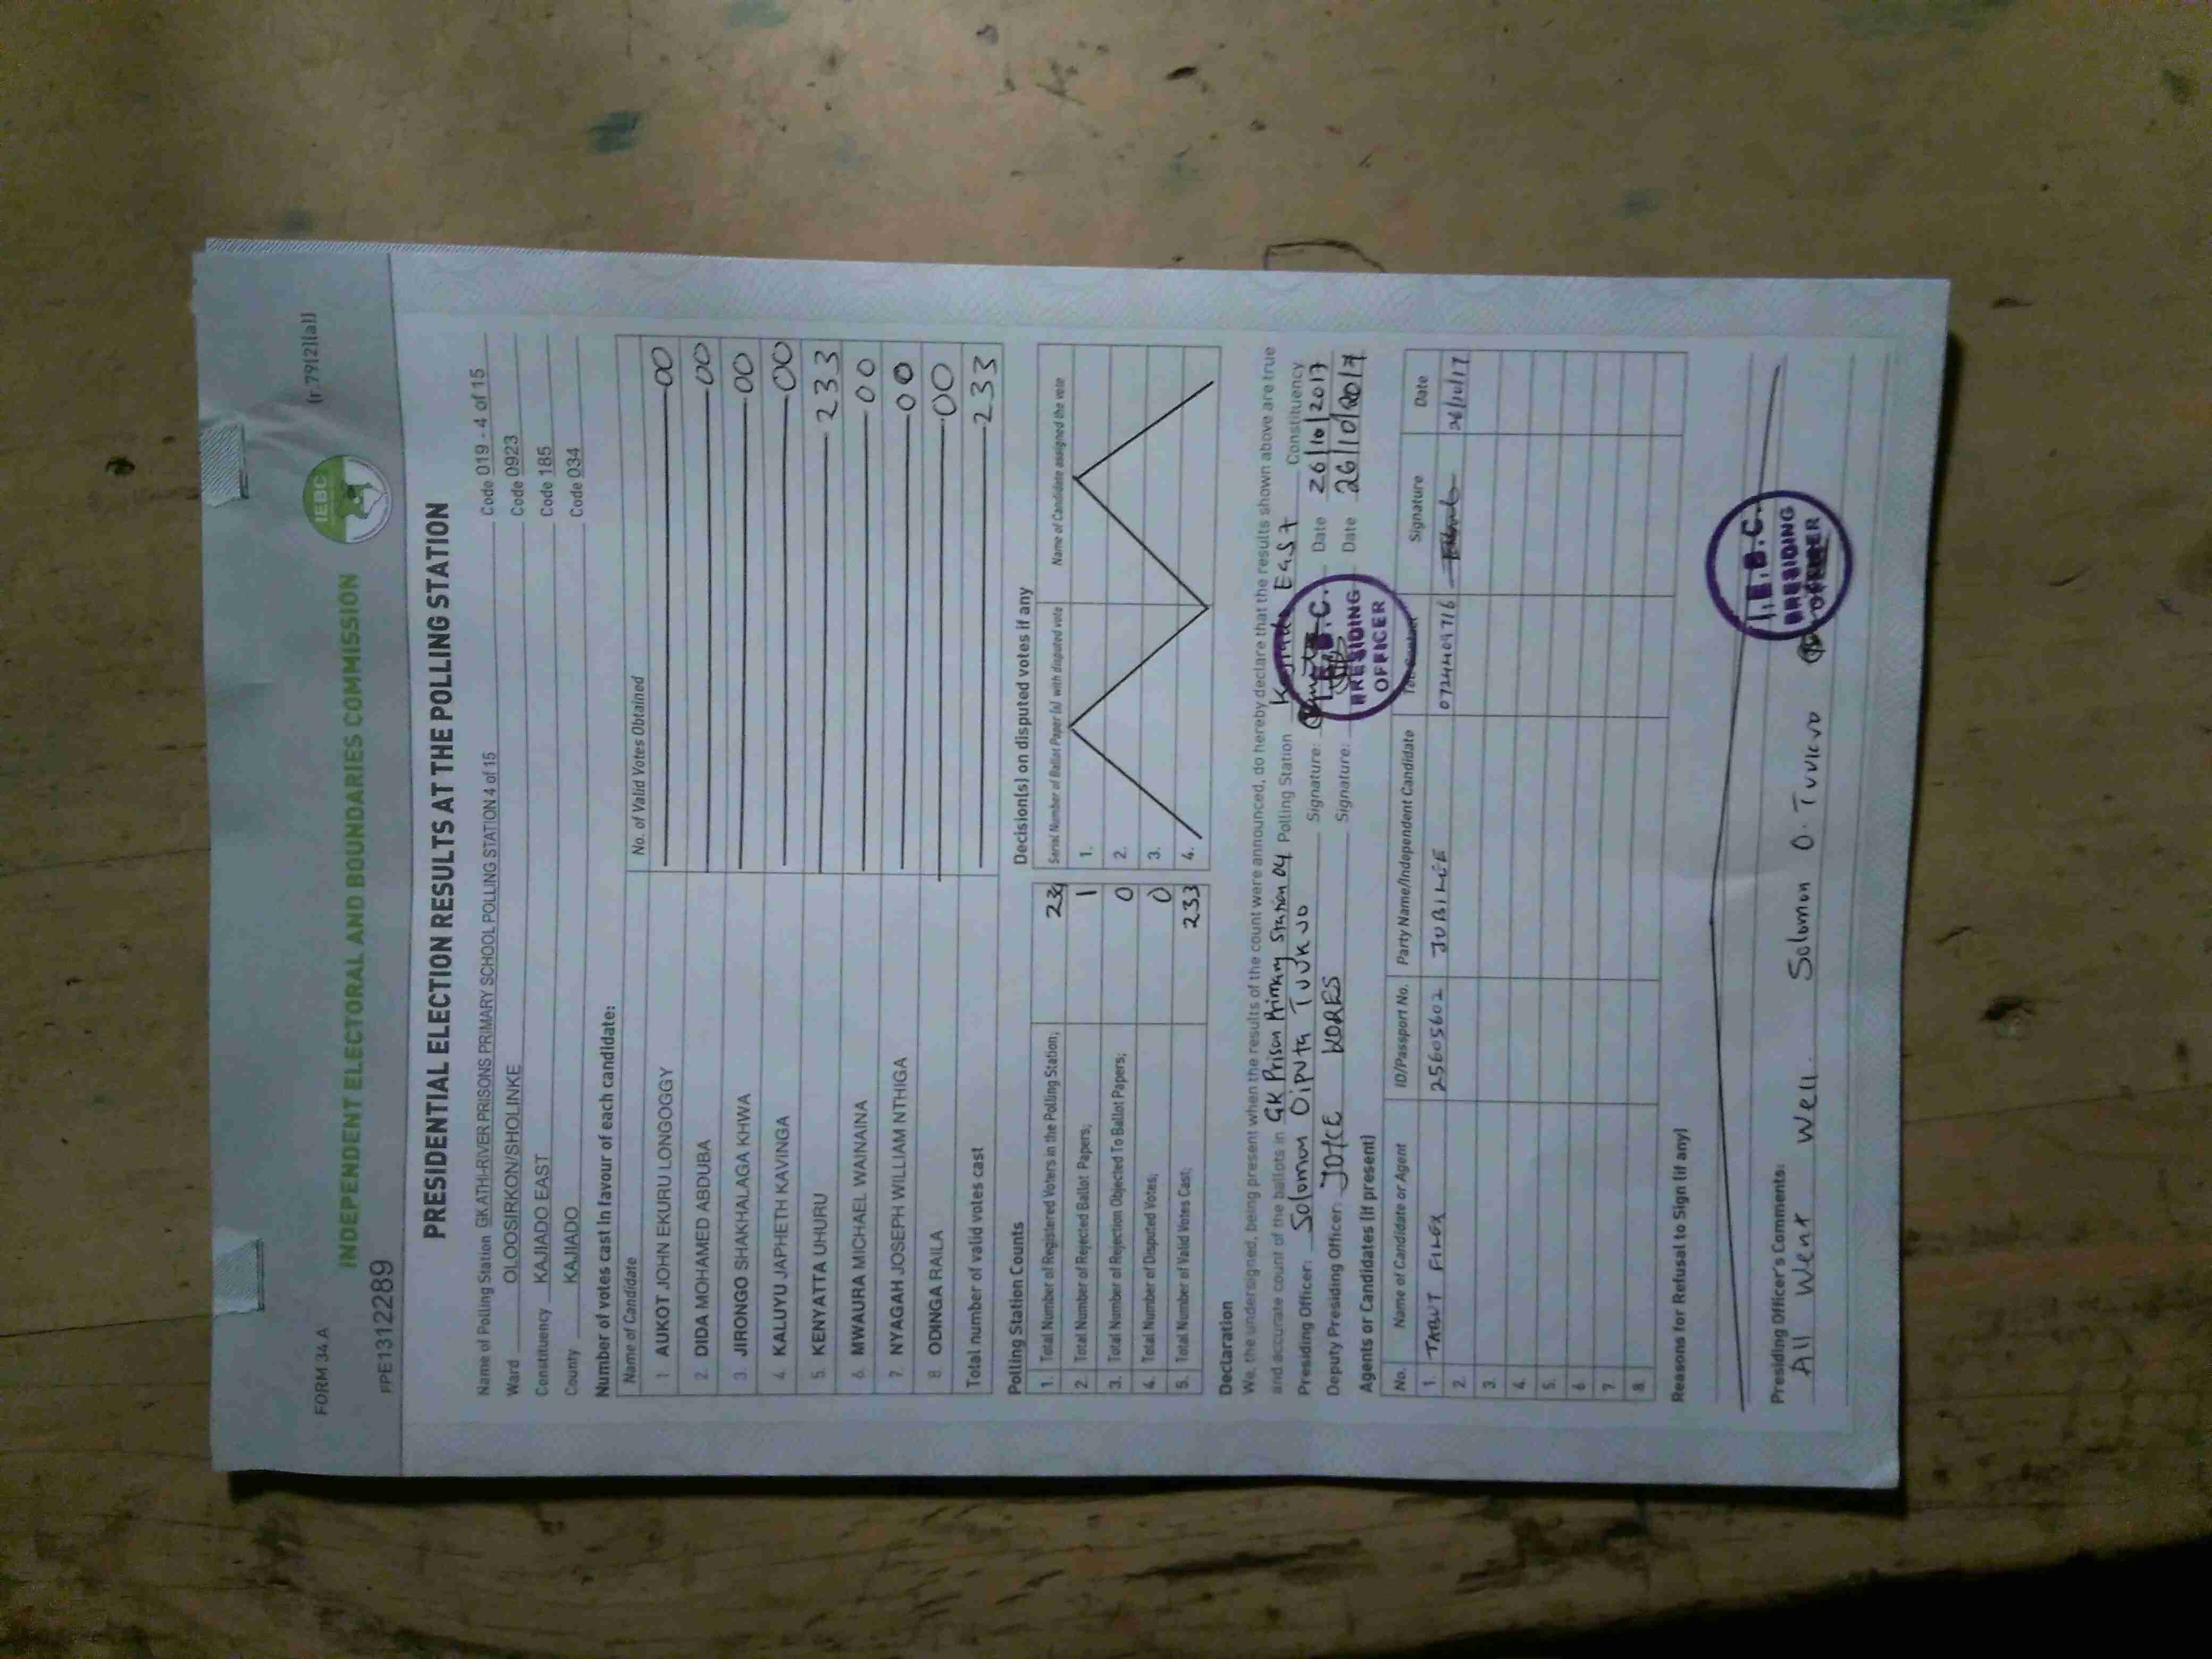 FORM 34 A
(r.79(2)(a))
IEBC
INDEPENDENT ELECTORAL AND BOUNDARIES COMMISSION
FPE1312289
PRESIDENTIAL ELECTION RESULTS AT THE POLLING STATION
Name of Polling Station GK ATHI-RIVER PRISONS PRIMARY SCHOOL POLLING STATION 4 of 15 Code 019 - 4 of 15
Ward OLOOSIRKON/SHOLINKE Code 0923
Constituency KAJIADO EAST Code 185
County KAJIADO Code 034
Number of votes cast in favour of each candidate:
Name of Candidate No. of Valid Votes Obtained
1 AUKOT JOHN EKURU LONGOGGY 00
2. DIDA MOHAMED ABDUBA 00
3. JIRONGO SHAKHALAGA KHWA 00
4. KALUYU JAPHETH KAVINGA 00
5. KENYATTA UHURU 233
6. MWAURA MICHAEL WAINAINA 00
7. NYAGAH JOSEPH WILLIAM NTHIGA 00
8 ODINGA RAILA 00
Total number of valid votes cast 233
Polling Station Counts
1. Total Number of Registered Voters in the Polling Station;
2. Total Number of Rejected Ballot Papers; 1
3. Total Number of Rejection Objected To Ballot Papers; 0
4. Total Number of Disputed Votes; 0
5. Total Number of Valid Votes Cast; 233
Decision(s) on disputed votes if any
Serial Number of Ballot Paper (s) with disputed vote Name of Candidate assigned the vote
1.
2.
3.
4.
Declaration
We, the undersigned, being present when the results of the count were announced, do hereby declare that the results shown above are true
and accurate count of the ballots in GK Prison Primary Station 04 Polling Station Kajiado East Constituency
Presiding Officer: Solomon Oiputa Signature: Date 26/10/2017
Deputy Presiding Officer: JOYCE Signature: Date 26/10/2017
I.E.B.C.
PRESIDING
OFFICER
Agents or Candidates (if present)
No. Name of Candidate or Agent ID/Passport No. Party Name/Independent Candidate Tel. Contact Signature Date
1. 25605602 JUBILEE 0724409716 26/10/17
2.
3.
4.
5.
6
7.
8.
Reasons for Refusal to Sign (if any)
Presiding Officer's Comments:
All Went Well. Solomon O.
I.E.B.C.
PRESIDING
OFFICER